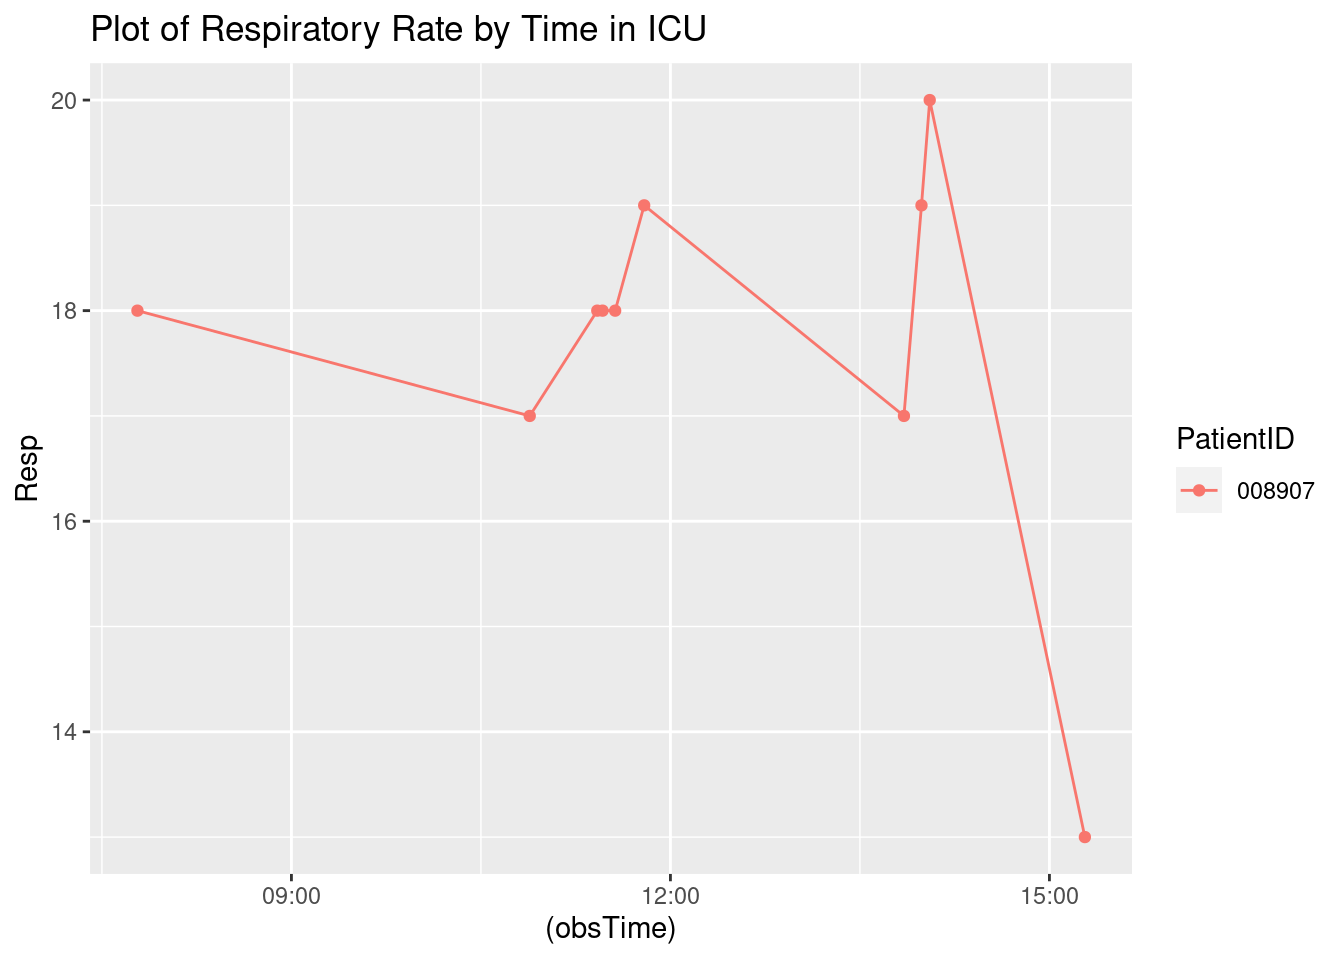 Plot of Respiratory Rate by Time in ICU
20
18
16
14
Resp
09:00
12:00
15:00
(obsTime)
PatientID
008907